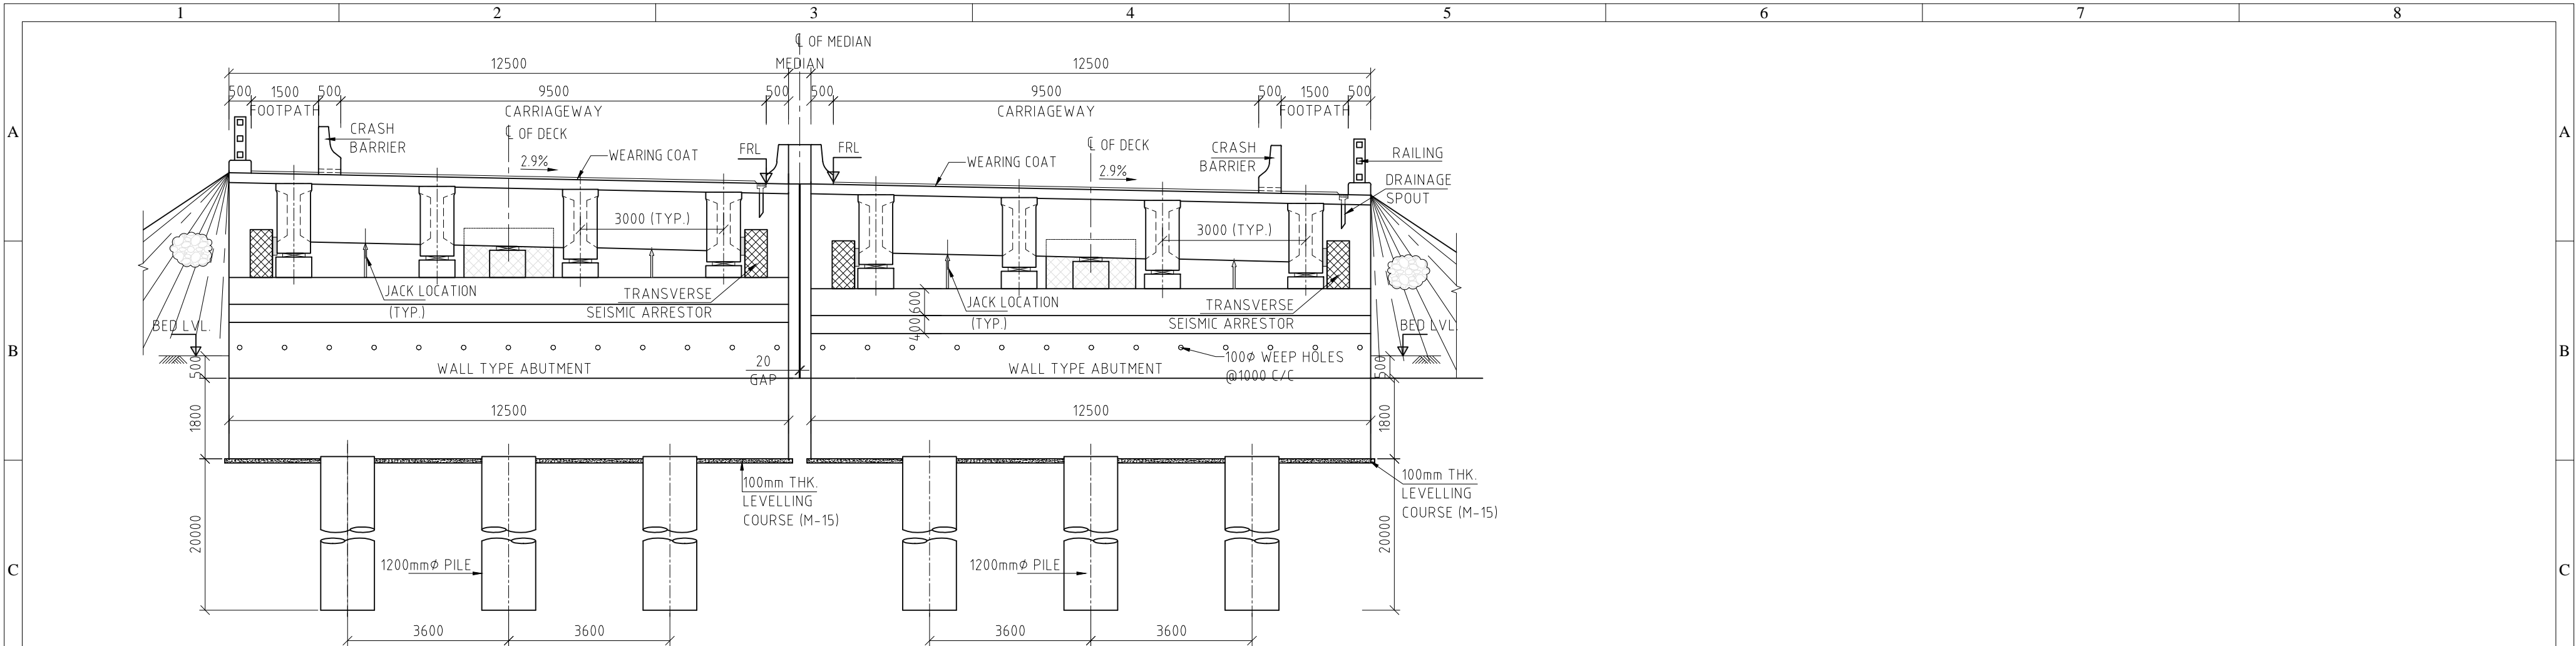 1 2 3 4 5 6 7 8
℄ OF MEDIAN
12500 MEDIAN 12500
500 1500 500 9500 500 500 9500 500 1500 500
FOOTPATH CARRIAGEWAY CARRIAGEWAY FOOTPATH
A CRASH BARRIER ℄ OF DECK ℄ OF DECK A
2.9% WEARING COAT FRL FRL WEARING COAT 2.9% CRASH BARRIER RAILING
DRAINAGE SPOUT
3000 (TYP.) 3000 (TYP.)
JACK LOCATION (TYP.) TRANSVERSE SEISMIC ARRESTOR JACK LOCATION (TYP.) TRANSVERSE SEISMIC ARRESTOR
600
400
BED LVL. BED LVL.
B B
500 WALL TYPE ABUTMENT 20 GAP WALL TYPE ABUTMENT 100Ø WEEP HOLES @1000 C/C 500
1800 12500 12500 1800
100mm THK.
LEVELLING
COURSE (M-15)
100mm THK.
LEVELLING
COURSE (M-15)
20000 20000
C 1200mmØ PILE 1200mmØ PILE C
3600 3600 3600 3600